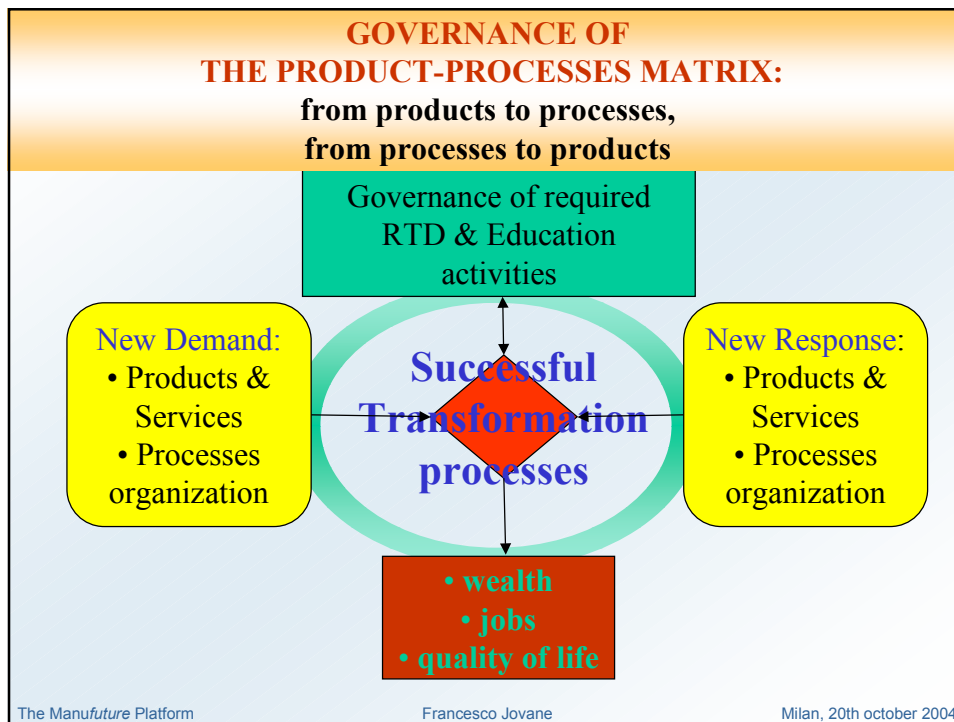 GOVERNANCE OF
THE PRODUCT-PROCESSES MATRIX:
from products to processes,
from processes to products
Governance of required
RTD & Education
activities
New Demand:
• Products &
Services
• Processes
organization
Successful
Transformation
processes
New Response:
• Products &
Services
• Processes
organization
• wealth
• jobs
• quality of life
The Manufuture Platform
Francesco Jovane
Milan, 20th october 2004